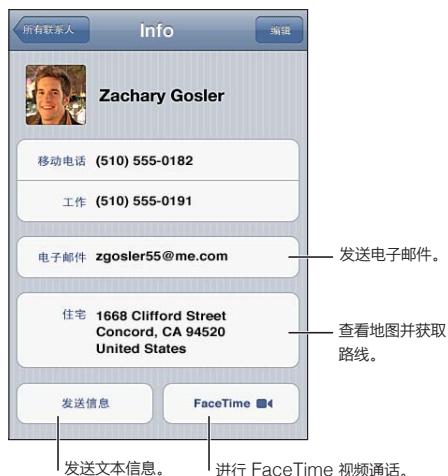 所有联系人 Info 编辑
Zachary Gosler
移动电话 (510) 555-0182
工作 (510) 555-0191
电子邮件 zgosler55@me.com
发送电子邮件。
住宅 1668 Clifford Street
Concord, CA 94520
United States
查看地图并获取
路线。
发送信息 FaceTime
发送文本信息。
进行 FaceTime 视频通话。